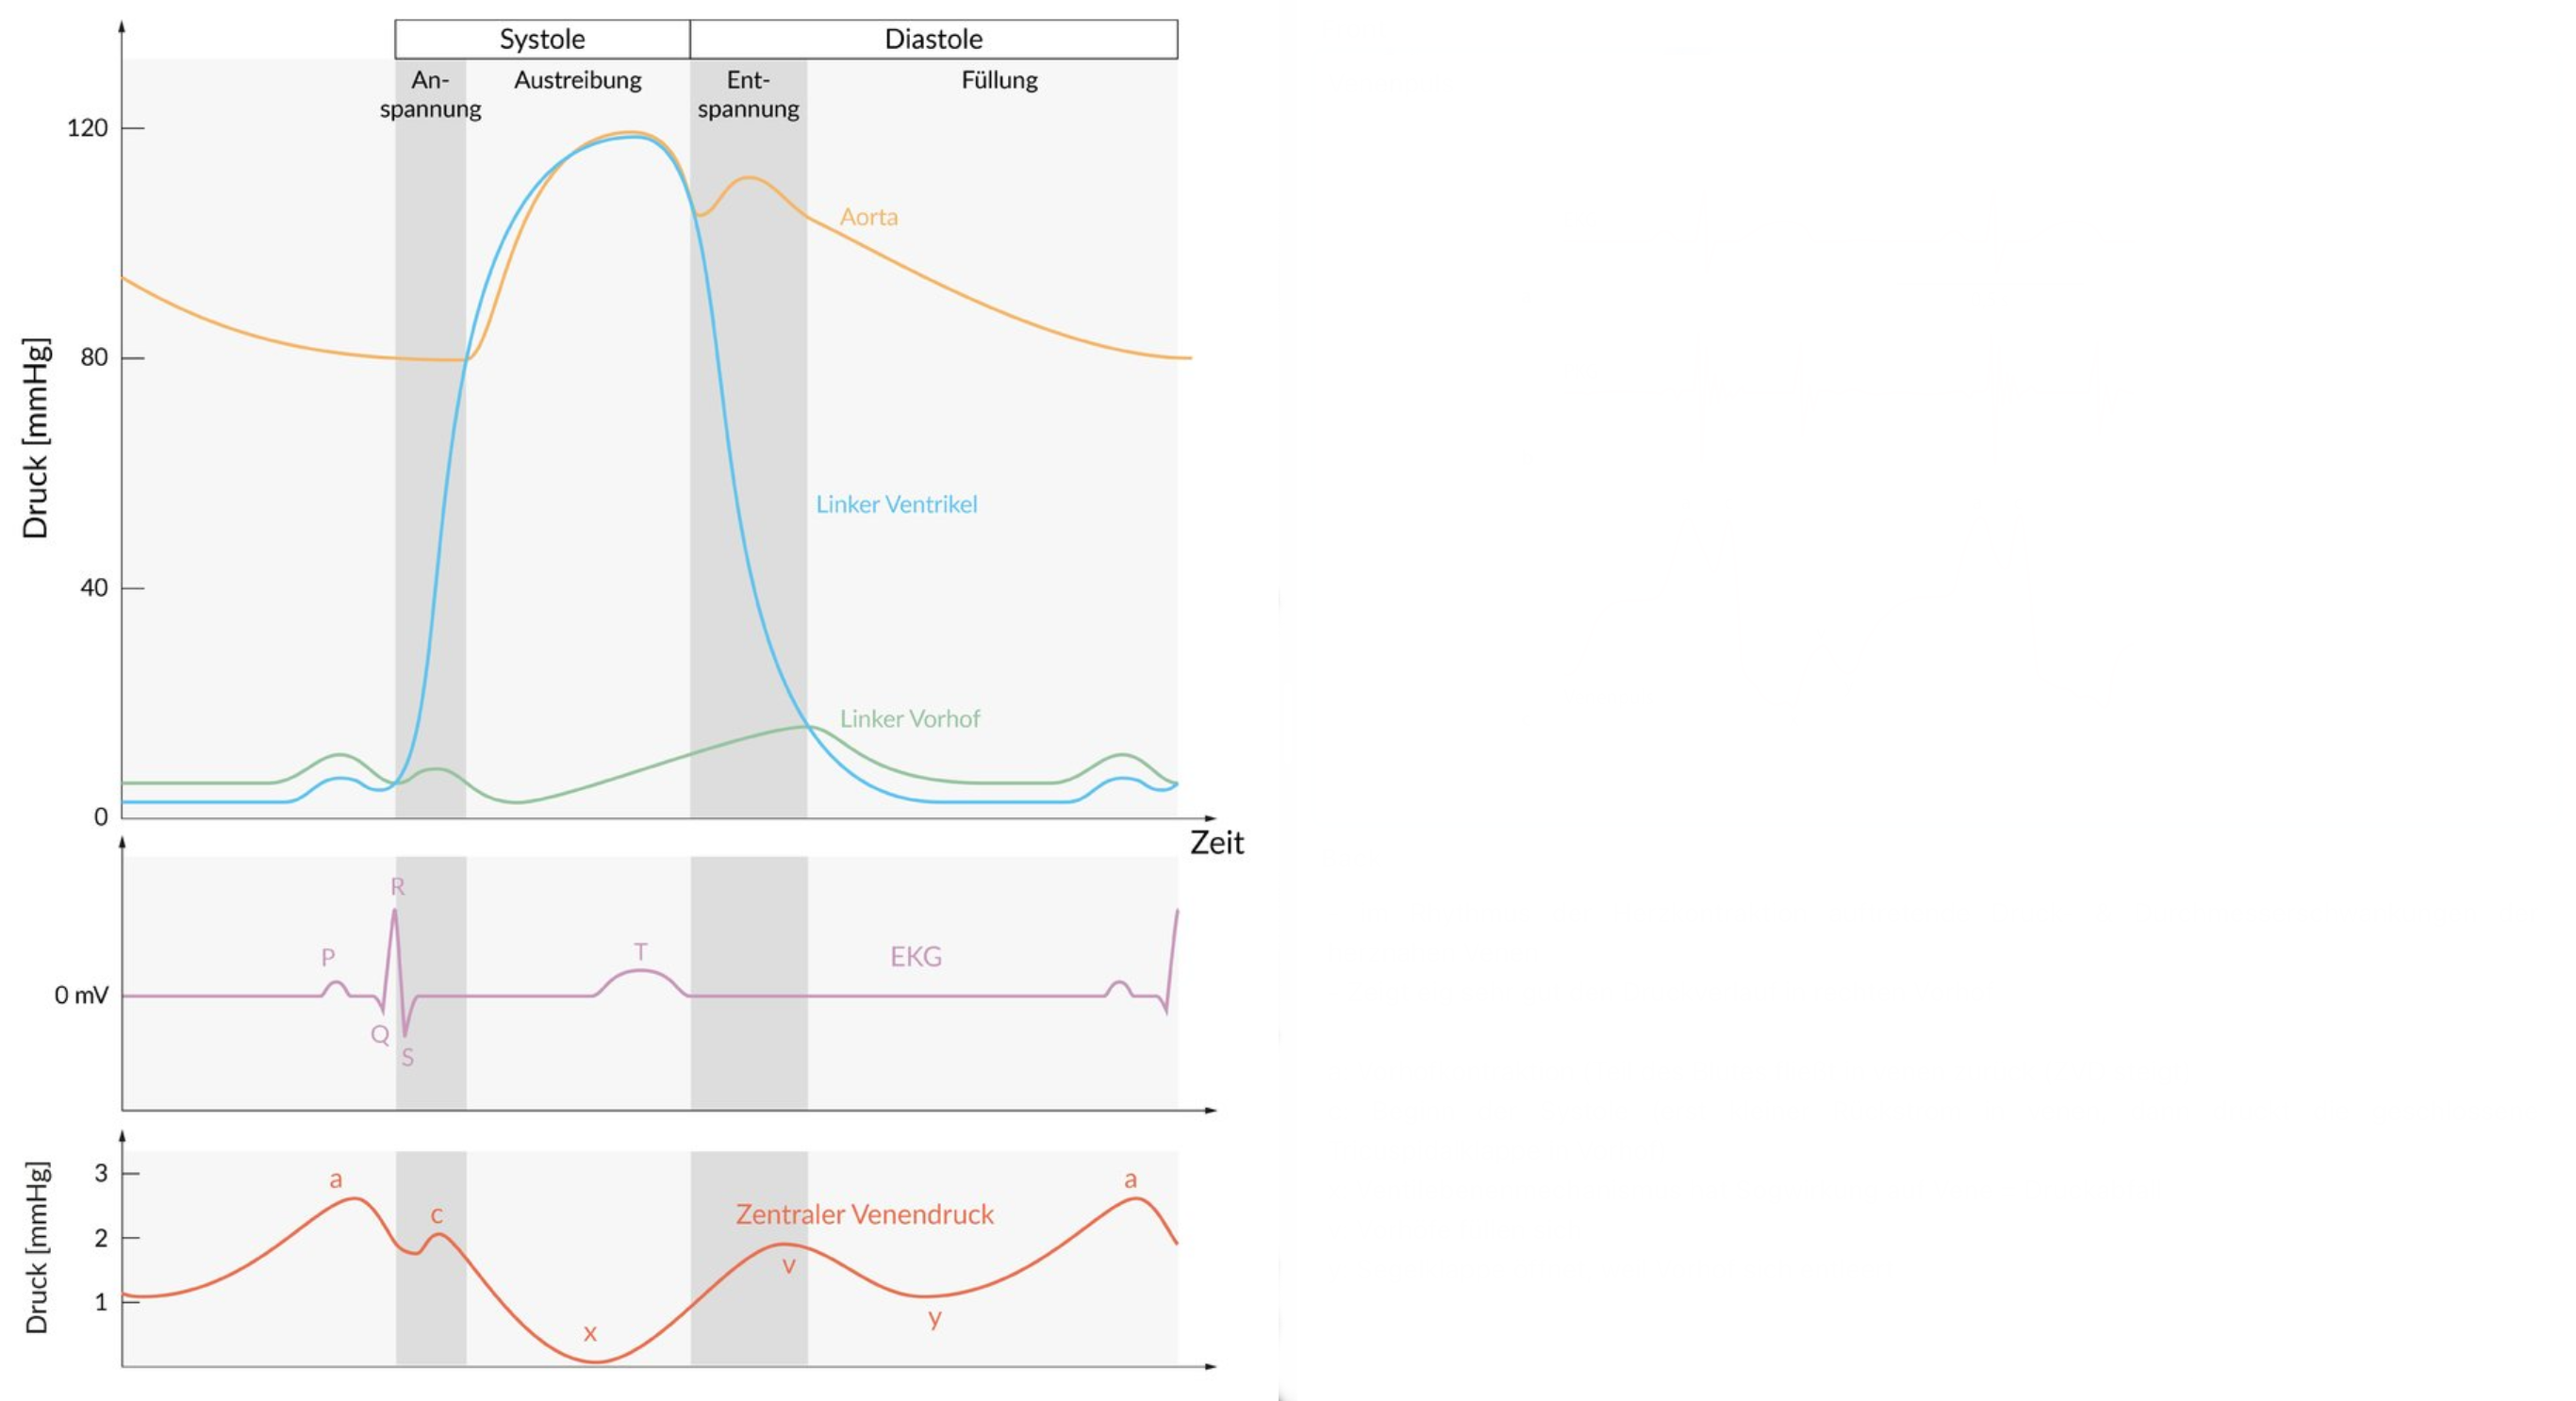 Systole
Diastole
An-
spannung
Austreibung
Ent-
spannung
Füllung
120
80
40
0
Druck [mmHg]
Aorta
Linker Ventrikel
Linker Vorhof
Zeit
R
P
Q
S
T
EKG
0 mV
Druck [mmHg]
3
2
1
a
c
x
Zentraler Venendruck
v
y
a